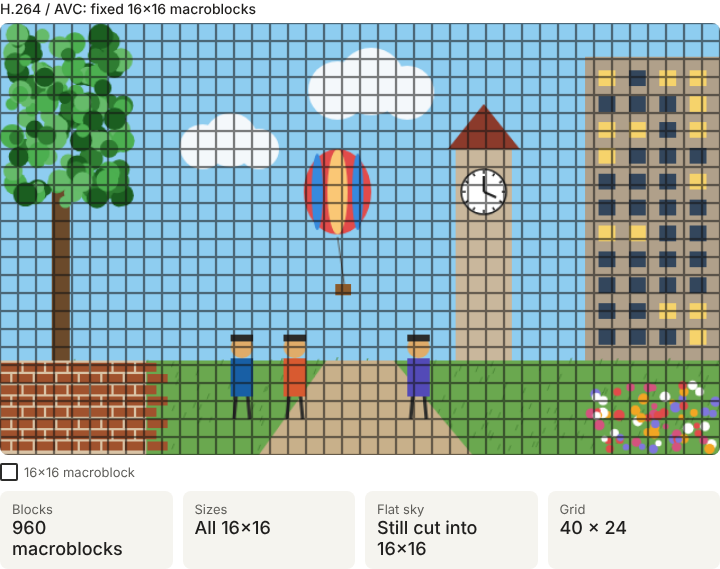 H.264 / AVC: fixed 16×16 macroblocks
16×16 macroblock
Blocks
960
macroblocks
Sizes
All 16×16
Flat sky
Still cut into
16×16
Grid
40 × 24